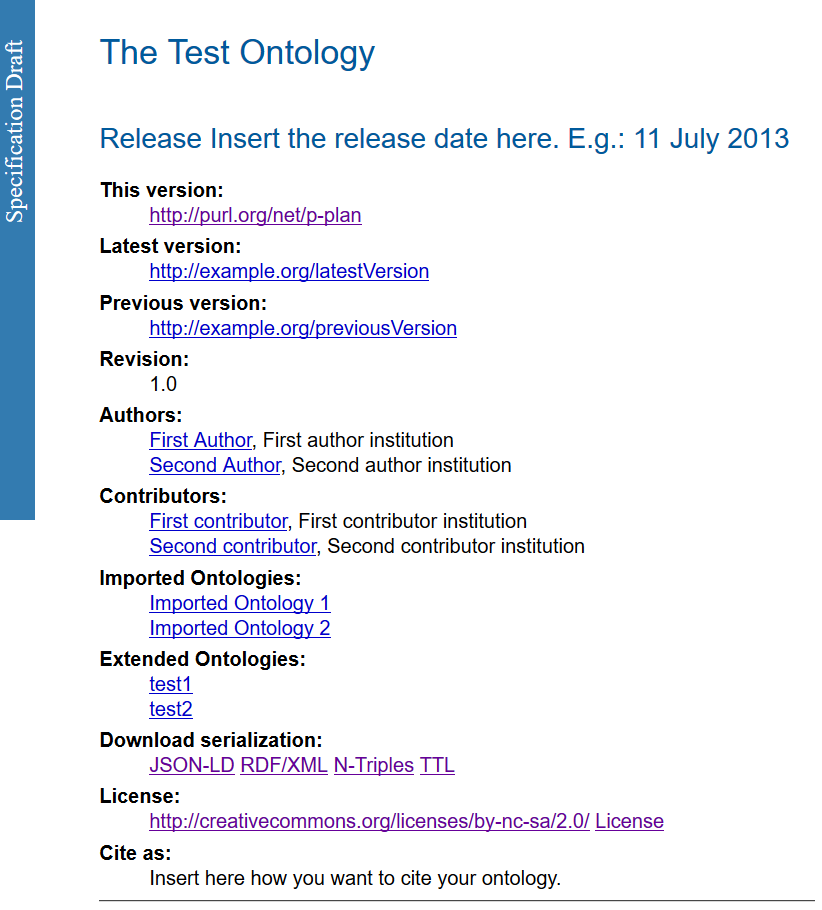 Specification Draft
The Test Ontology
Release Insert the release date here. E.g.: 11 July 2013
This version:
http://purl.org/net/p-plan
Latest version:
http://example.org/latestVersion
Previous version:
http://example.org/previousVersion
Revision:
1.0
Authors:
First Author, First author institution
Second Author, Second author institution
Contributors:
First contributor, First contributor institution
Second contributor, Second contributor institution
Imported Ontologies:
Imported Ontology 1
Imported Ontology 2
Extended Ontologies:
test1
test2
Download serialization:
JSON-LD RDF/XML N-Triples TTL
License:
http://creativecommons.org/licenses/by-nc-sa/2.0/ License
Cite as:
Insert here how you want to cite your ontology.